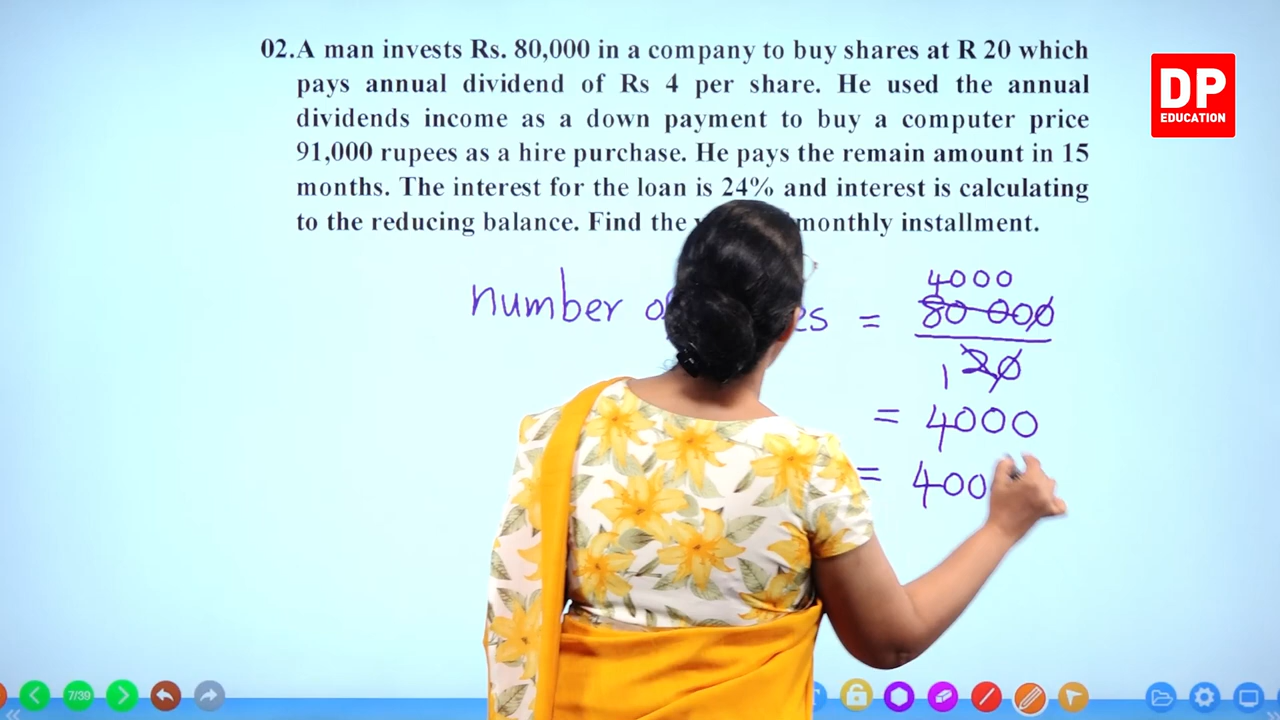 02.A man invests Rs. 80,000 in a company to buy shares at R 20 which
pays annual dividend of Rs 4 per share. He used the annual
dividends income as a down payment to buy a computer price
91,000 rupees as a hire purchase. He pays the remain amount in 15
months. The interest for the loan is 24% and interest is calculating
to the reducing balance. Find the monthly installment.
DP
EDUCATION
4000
number = 80 000
1 20
= 4000
= 400
7/39